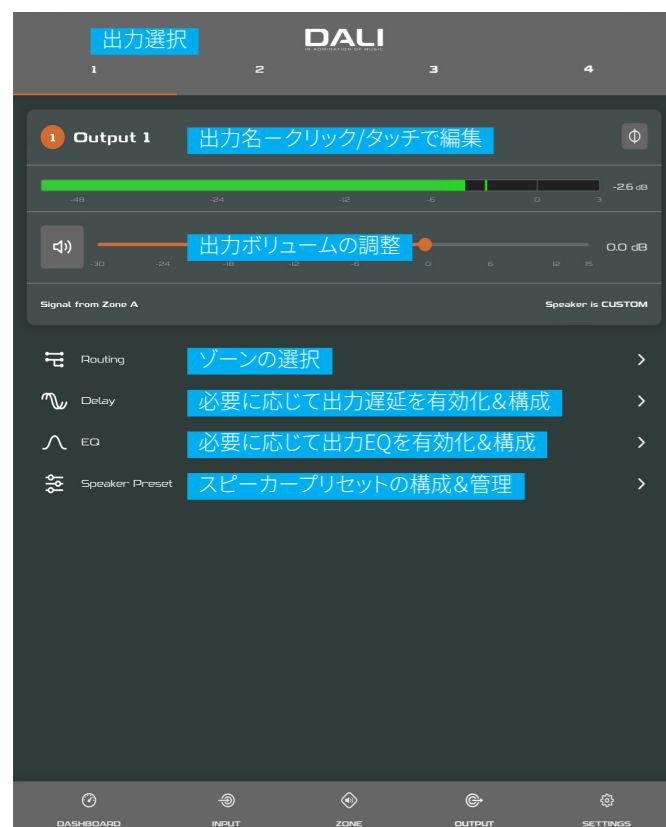 出力選択
DALI
IN ADMIRATION OF MUSIC
1 2 3 4
1 Output 1 出力名ークリック/タッチで編集
-2.6 dB
-48 -24 -12 -6 0 3
出力ボリュームの調整 0.0 dB
-30 -24 -18 -12 -6 0 6 12 15
Signal from Zone A Speaker is CUSTOM
Routing ゾーンの選択
Delay 必要に応じて出力遅延を有効化&構成
EQ 必要に応じて出力EQを有効化&構成
Speaker Preset スピーカープリセットの構成&管理
DASHBOARD INPUT ZONE OUTPUT SETTINGS